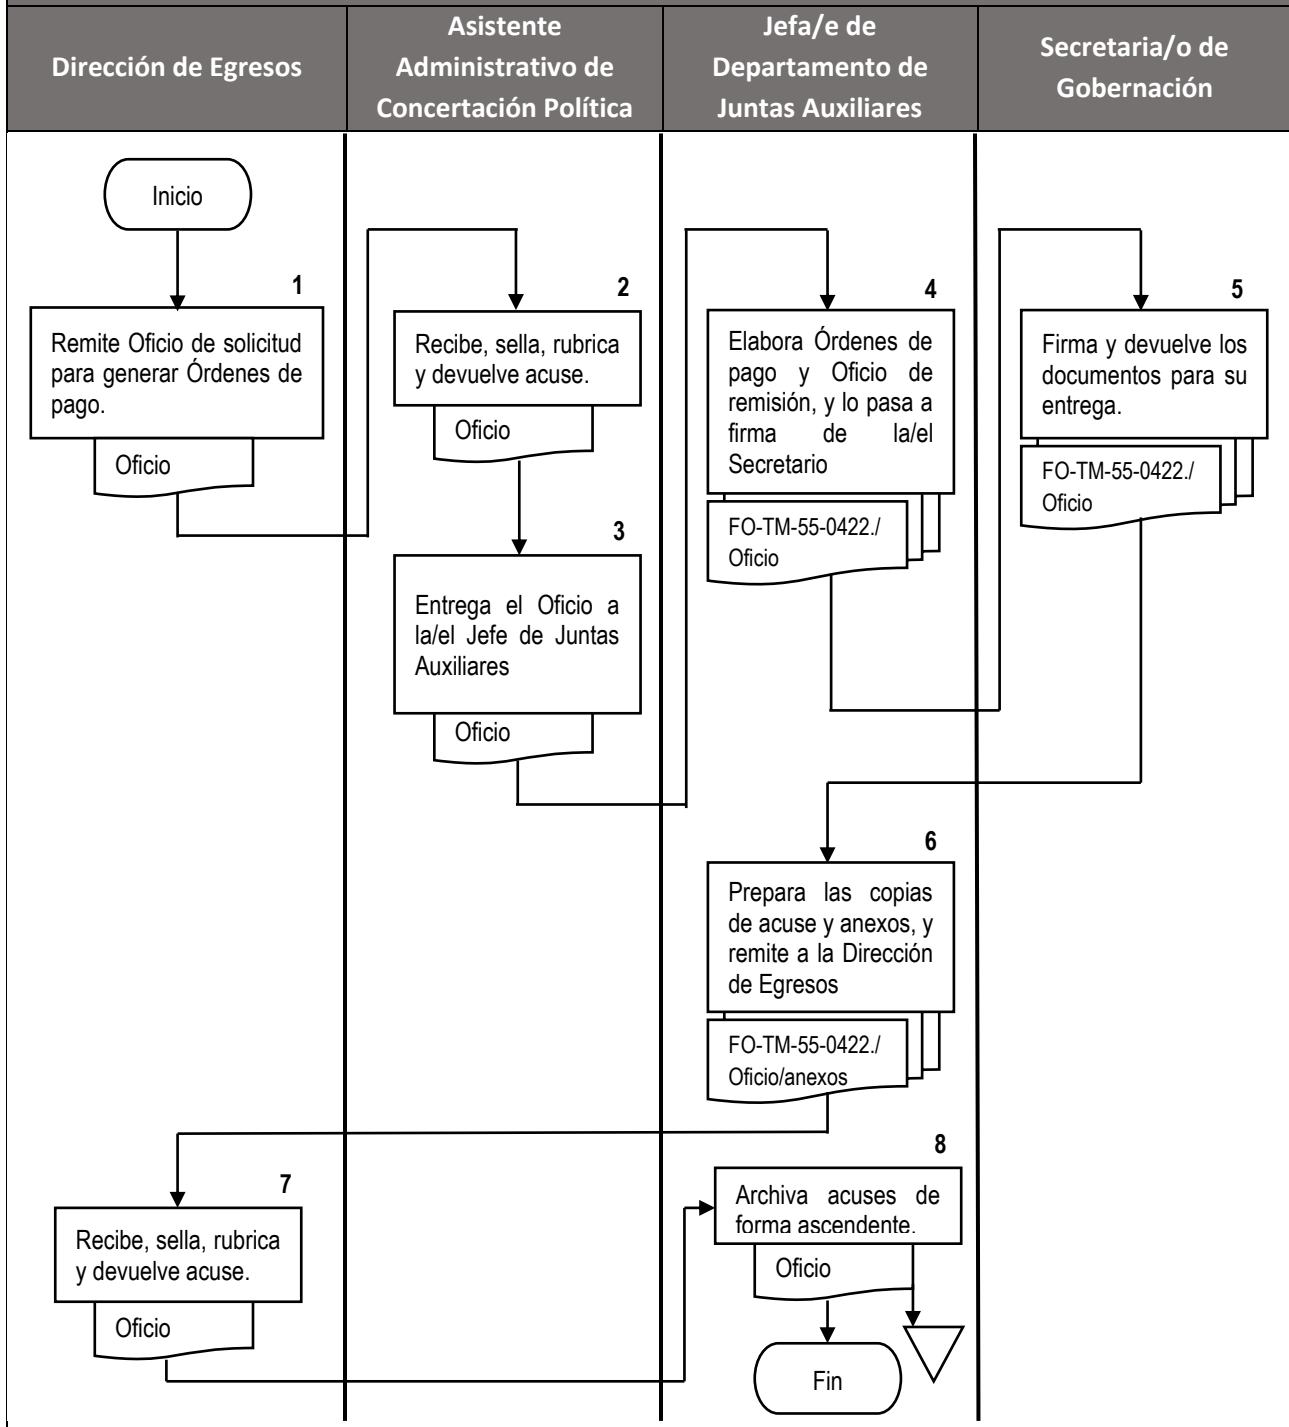 Dirección de Egresos
Asistente
Administrativo de
Concertación Política
Jefa/e de
Departamento de
Juntas Auxiliares
Secretaria/o de
Gobernación
Inicio
1
Remite Oficio de solicitud
para generar Órdenes de
pago.
Oficio
2
Recibe, sella, rubrica
y devuelve acuse.
Oficio
3
Entrega el Oficio a
la/el Jefe de Juntas
Auxiliares
Oficio
4
Elabora Órdenes de
pago y Oficio de
remisión, y lo pasa a
firma de la/el
Secretario
FO-TM-55-0422./
Oficio
5
Firma y devuelve los
documentos para su
entrega.
FO-TM-55-0422./
Oficio
6
Prepara las copias
de acuse y anexos, y
remite a la Dirección
de Egresos
FO-TM-55-0422./
Oficio/anexos
7
Recibe, sella, rubrica
y devuelve acuse.
Oficio
8
Archiva acuses de
forma ascendente.
Oficio
Fin